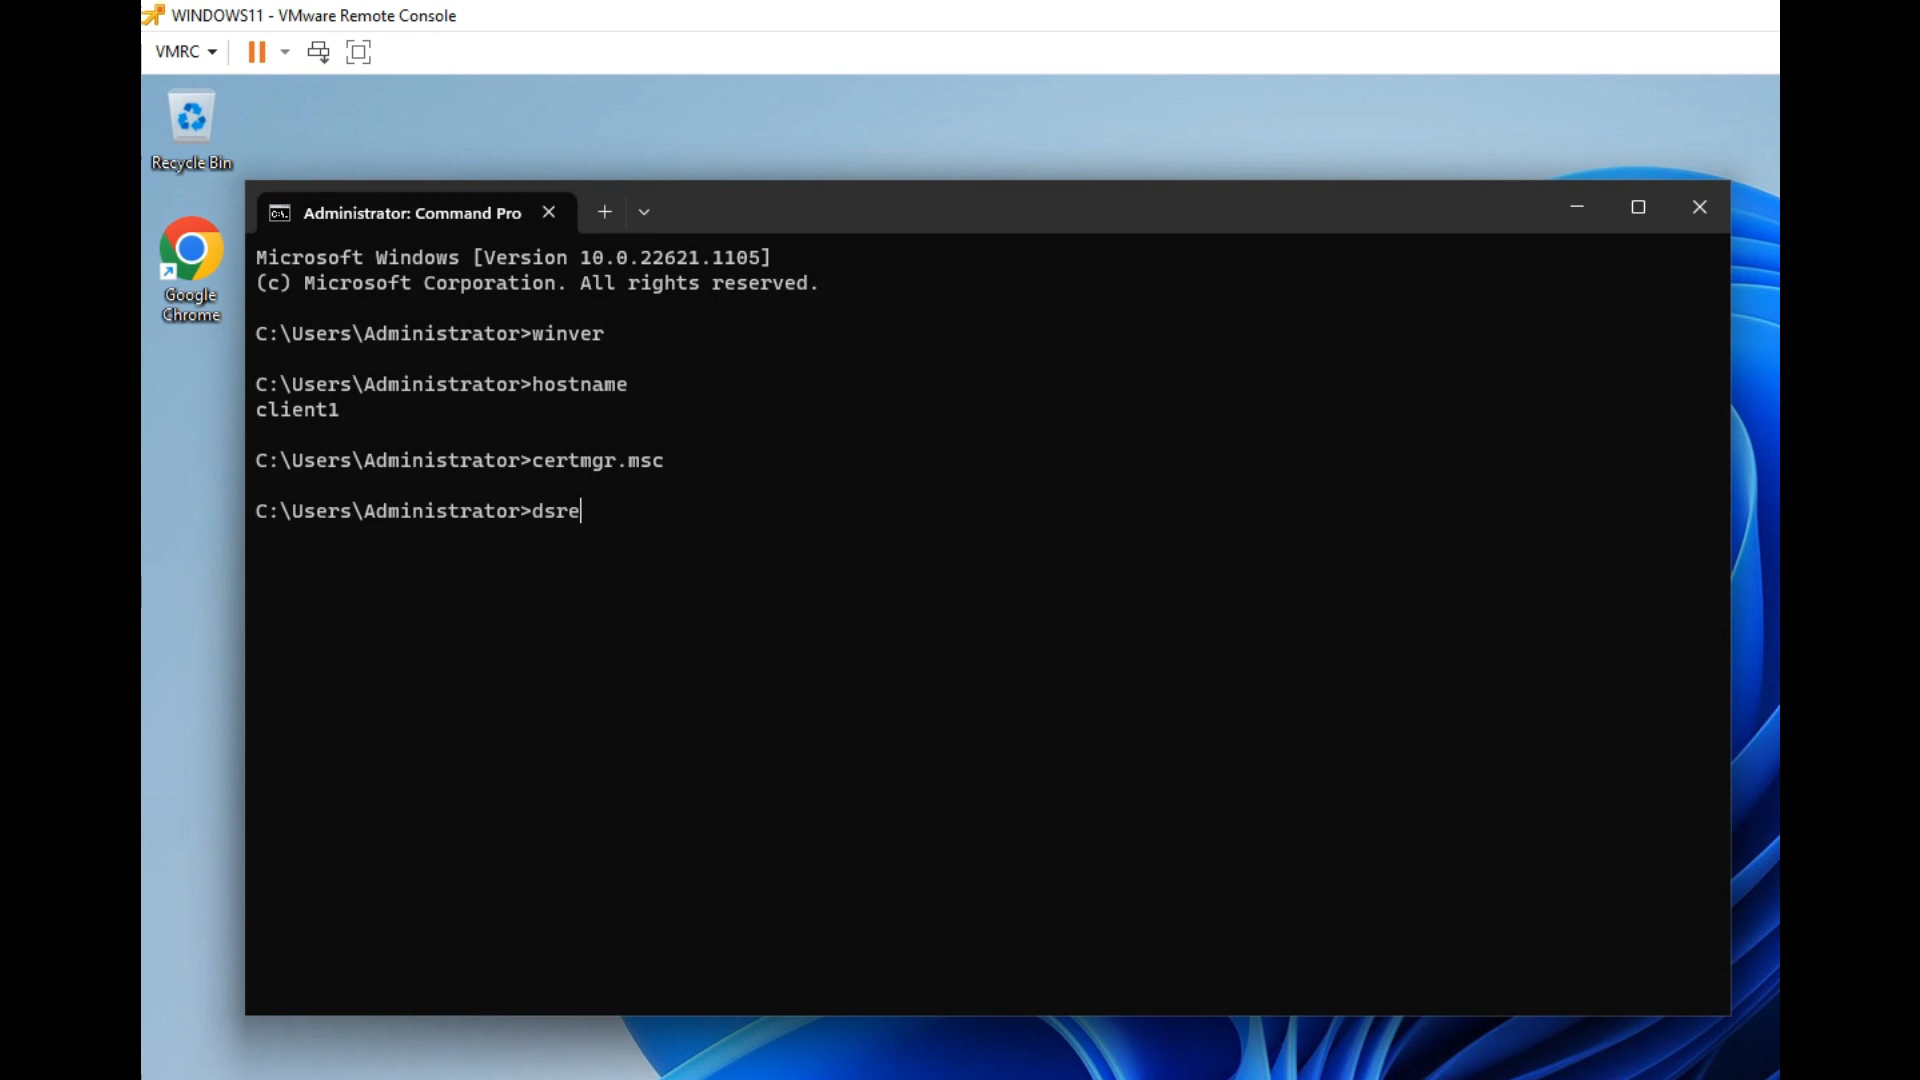 WINDOWS11 - VMware Remote Console
VMRC
Recycle Bin
Google
Chrome
Administrator: Command Pro
Microsoft Windows [Version 10.0.22621.1105]
(c) Microsoft Corporation. All rights reserved.
C:\Users\Administrator>winver
C:\Users\Administrator>hostname
client1
C:\Users\Administrator>certmgr.msc
C:\Users\Administrator>dsre